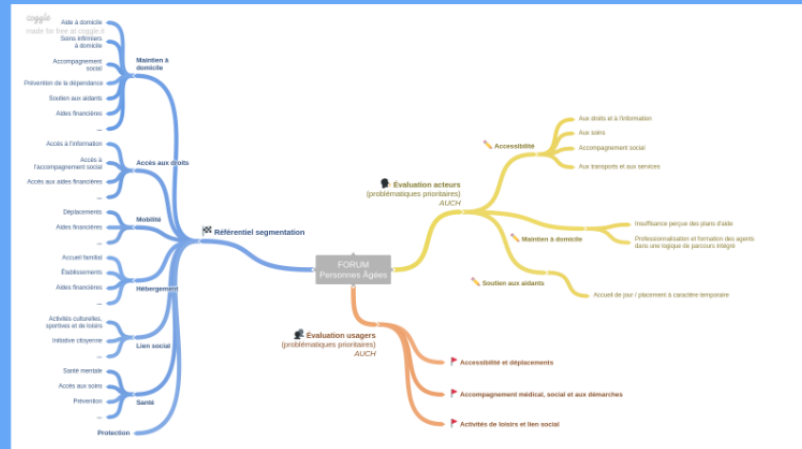 coggle
made for free at coggle.it
Aide à domicile
Soins infirmiers
à domicile
Accompagnement
social
Prévention de la dépendance
Soutien aux aidants
Aides financières
...
Maintien à
domicile
Accès à l'information
Accès à
l'accompagnement social
Accès aux aides financières
...
Accès aux droits
Déplacements
Aides financières
...
Mobilité
Accueil familial
Établissements
Aides financières
...
Hébergement
Activités culturelles,
sportives et de loisirs
Initiative citoyenne
...
Lien social
Santé mentale
Accès aux soins
Prévention
...
Santé
Protection
Référentiel segmentation
FORUM
Personnes Âgées
Évaluation acteurs
(problématiques prioritaires)
AUCH
Accessibilité
Aux droits et à l'information
Aux soins
Accompagnement social
Aux transports et aux services
Maintien à domicile
Insuffisance perçue des plans d'aide
Professionnalisation et formation des agents
dans une logique de parcours intégré
Soutien aux aidants
Accueil de jour / placement à caractère temporaire
Évaluation usagers
(problématiques prioritaires)
AUCH
Accessibilité et déplacements
Accompagnement médical, social et aux démarches
Activités de loisirs et lien social